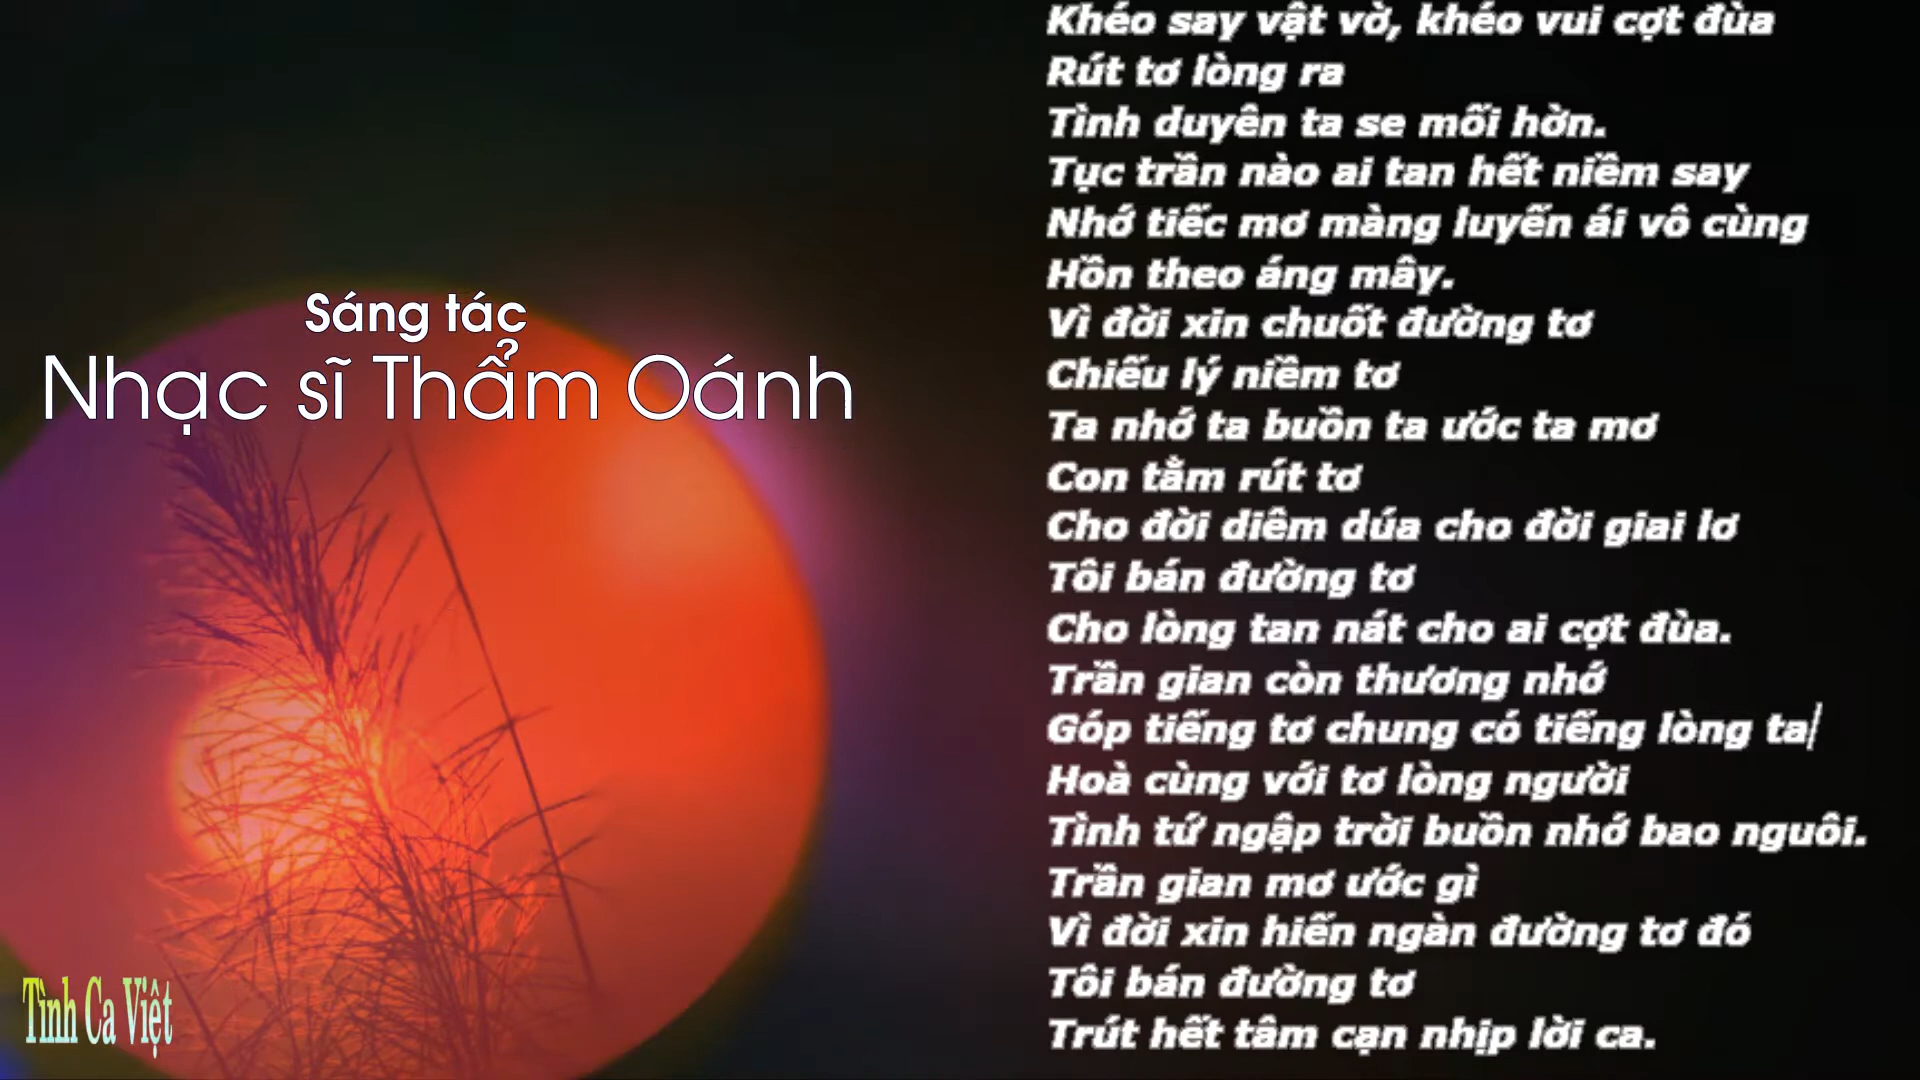 Sáng tác
Nhạc sĩ Thẩm Oánh
Tình Ca Việt
Khéo say vật vờ, khéo vui cợt đùa
Rút tơ lòng ra
Tình duyên ta se mối hờn.
Tục trần nào ai tan hết niềm say
Nhớ tiếc mơ màng luyến ái vô cùng
Hồn theo áng mây.
Vì đời xin chuốt đường tơ
Chiếu lý niềm tơ
Ta nhớ ta buồn ta ước ta mơ
Con tằm rút tơ
Cho đời diêm dúa cho đời giai lơ
Tôi bán đường tơ
Cho lòng tan nát cho ai cợt đùa.
Trần gian còn thương nhớ
Góp tiếng tơ chung có tiếng lòng ta
Hoà cùng với tơ lòng người
Tình tứ ngập trời buồn nhớ bao nguôi.
Trần gian mơ ước gì
Vì đời xin hiến ngàn đường tơ đó
Tôi bán đường tơ
Trút hết tâm cạn nhịp lời ca.